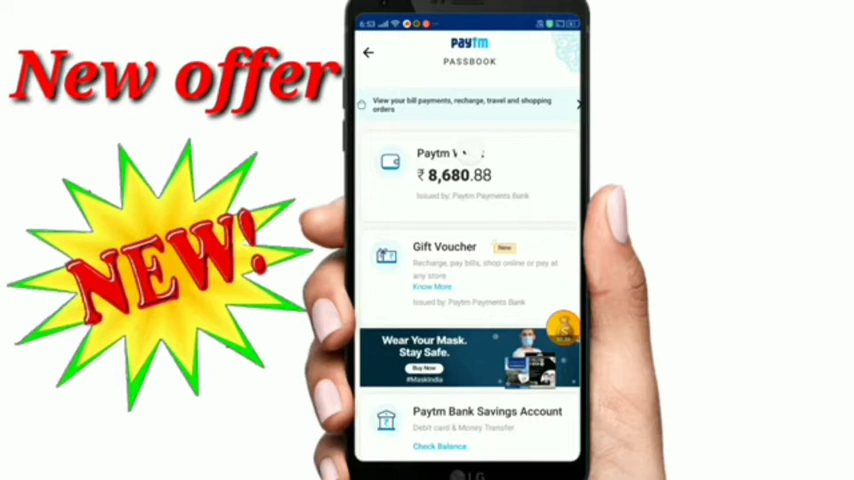 New offer
NEW!
6:53
paytm
PASSBOOK
View your bill payments, recharge, travel and shopping
orders
Paytm
₹ 8,680.88
Issued by: Paytm Payments Bank
Gift Voucher New
Recharge, pay bills, shop online or pay at
any store
Know More
Issued by: Paytm Payments Bank
Wear Your Mask.
Stay Safe.
Buy Now
#MaskIndia
Paytm Bank Savings Account
Debit card & Money Transfer
Check Balance
LG